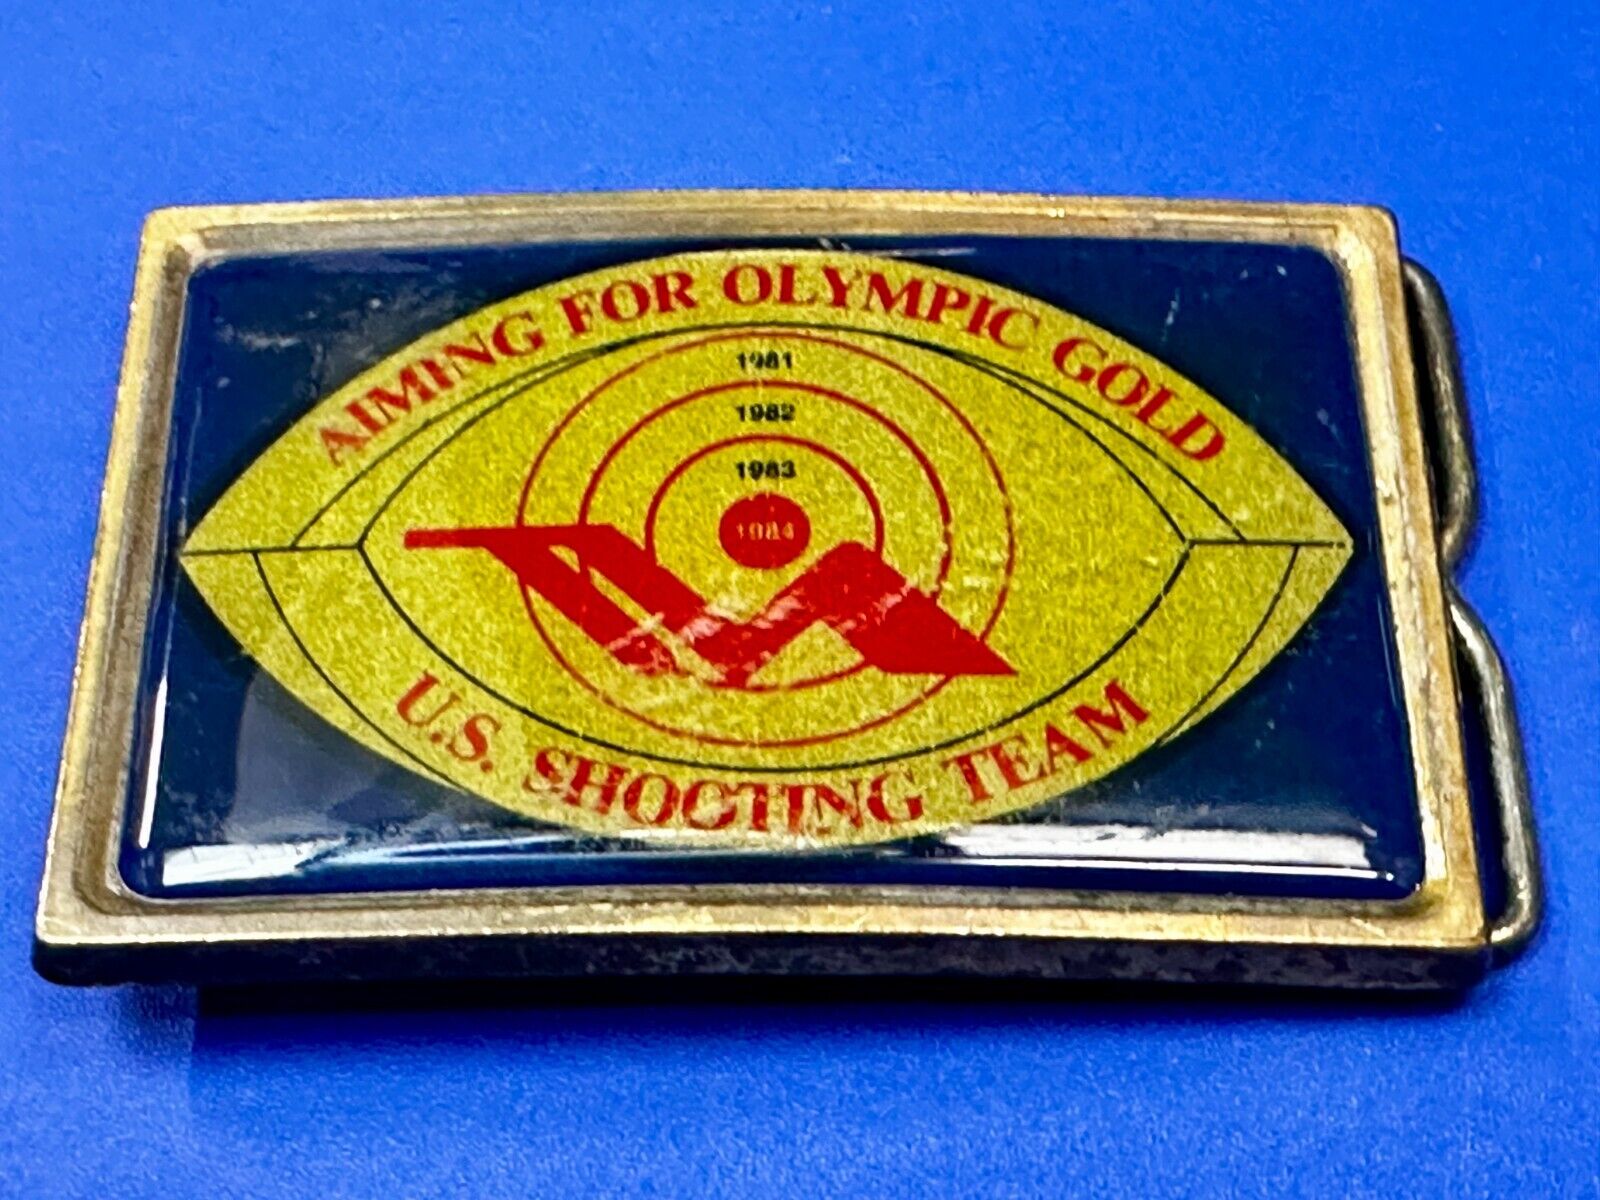 AIMING FOR OLYMPIC GOLD
1981
1982
1983
1984
U.S. SHOOTING TEAM